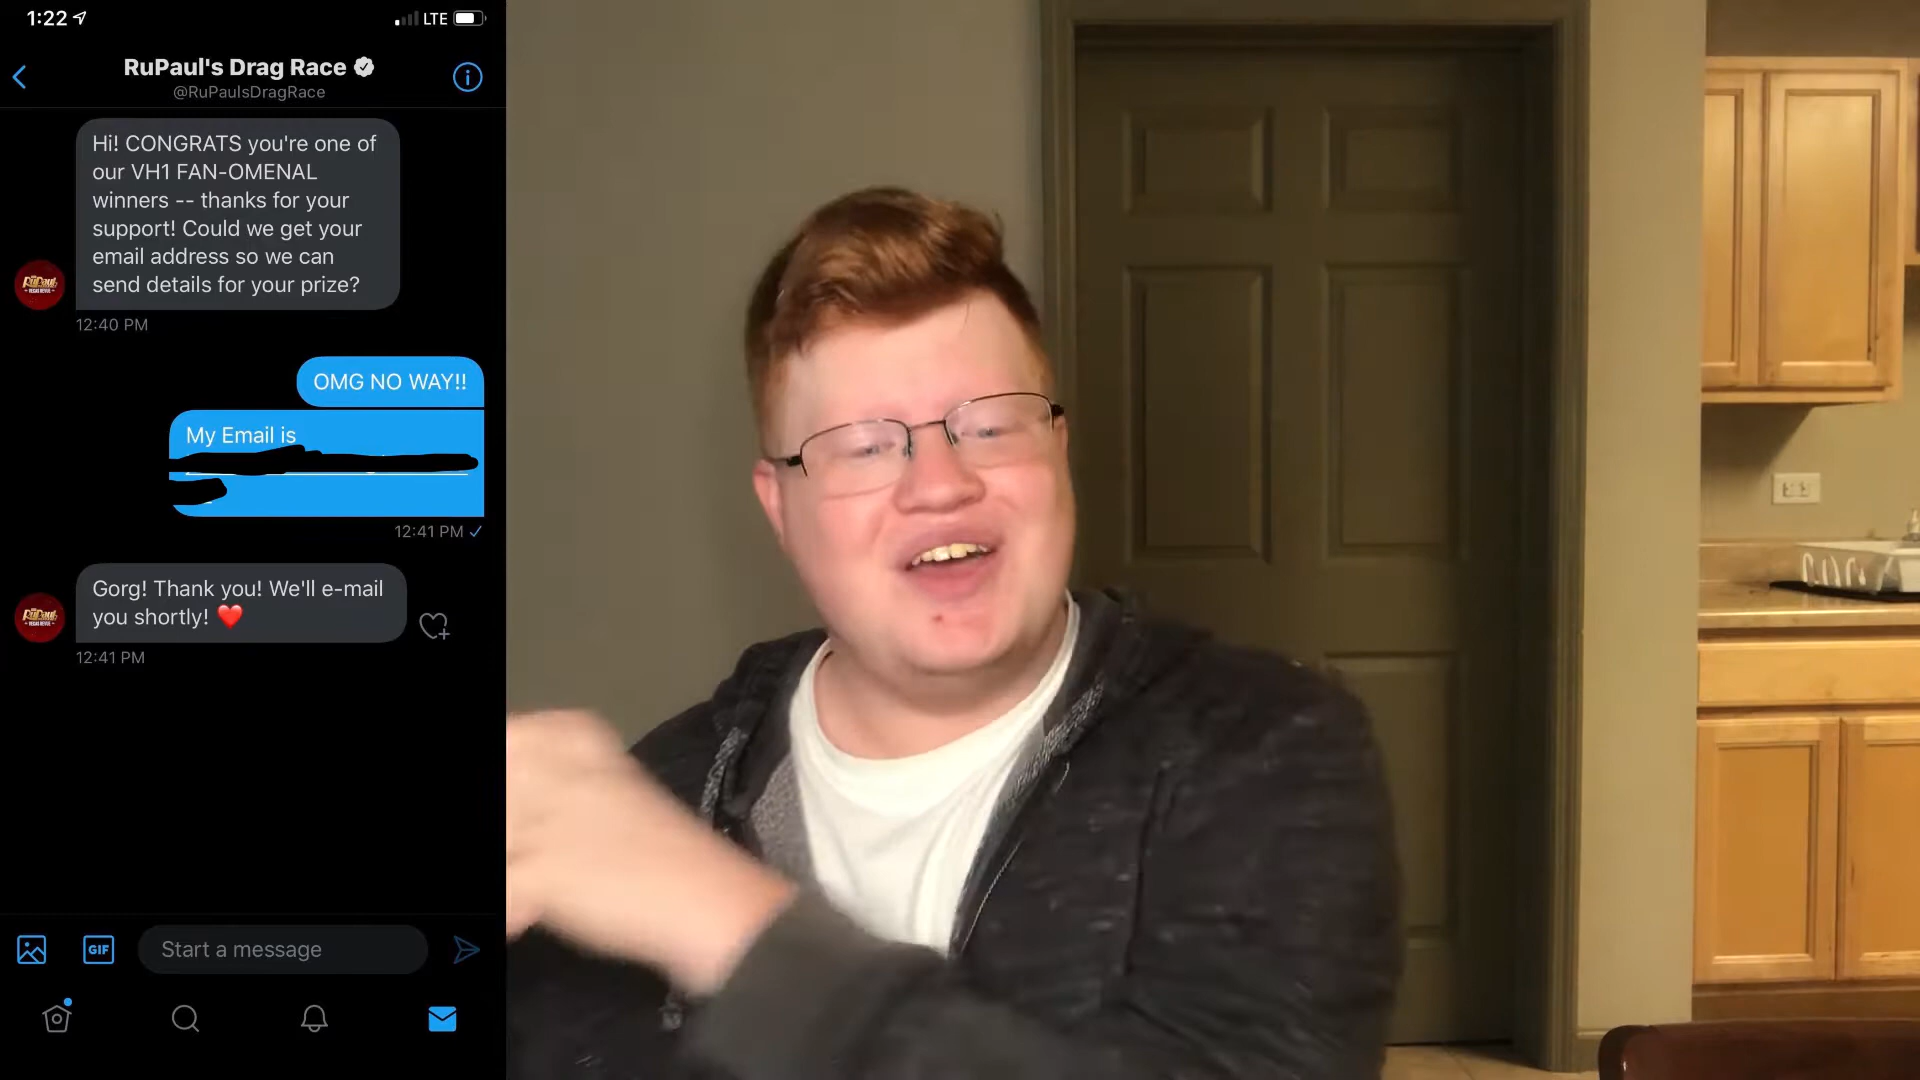 1:22
LTE
RuPaul's Drag Race
@RuPaulsDragRace
Hi! CONGRATS you're one of
our VH1 FAN-OMENAL
winners -- thanks for your
support! Could we get your
email address so we can
send details for your prize?
RuPaul
12:40 PM
OMG NO WAY!!
My Email is
12:41 PM
Gorg! Thank you! We'll e-mail
you shortly! ❤️
RuPaul
12:41 PM
GIF
Start a message